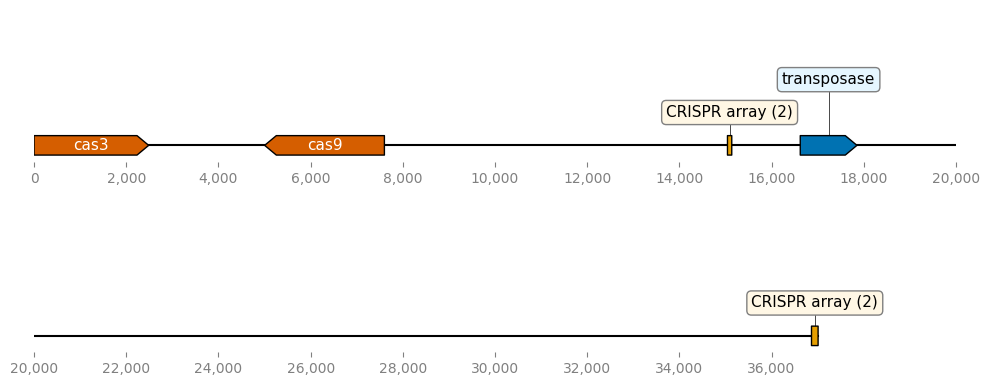 transposase
CRISPR array (2)
cas3 cas9
0 2,000 4,000 6,000 8,000 10,000 12,000 14,000 16,000 18,000 20,000
CRISPR array (2)
20,000 22,000 24,000 26,000 28,000 30,000 32,000 34,000 36,000